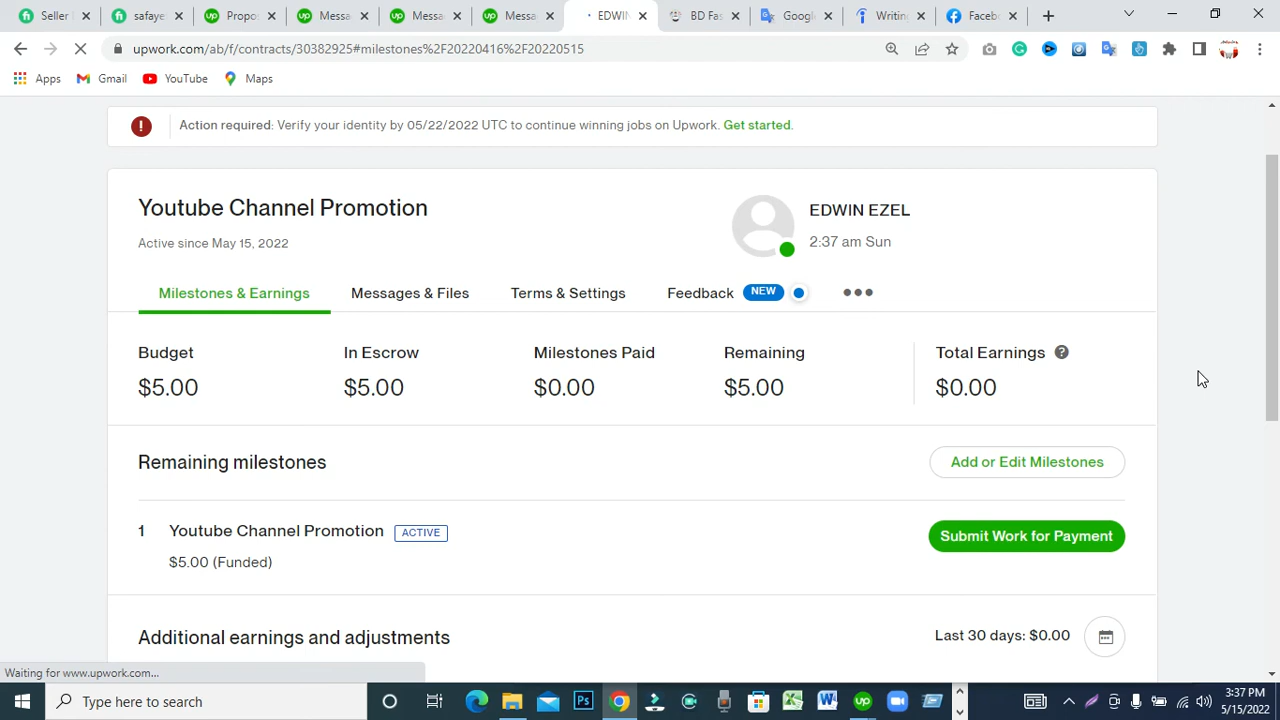 Seller
safaye
Propo
Messa
Messa
Messa
EDWIN
BD Fa
Googl
Writin
Faceb
upwork.com/ab/f/contracts/30382925#milestones%2F20220416%2F20220515
Apps
Gmail
YouTube
Maps
Action required: Verify your identity by 05/22/2022 UTC to continue winning jobs on Upwork. Get started.
Youtube Channel Promotion
Active since May 15, 2022
EDWIN EZEL
2:37 am Sun
Milestones & Earnings
Messages & Files
Terms & Settings
Feedback NEW
Budget
In Escrow
Milestones Paid
Remaining
Total Earnings ?
$5.00
$5.00
$0.00
$5.00
$0.00
Remaining milestones
Add or Edit Milestones
1 Youtube Channel Promotion ACTIVE
$5.00 (Funded)
Submit Work for Payment
Additional earnings and adjustments
Last 30 days: $0.00
Waiting for www.upwork.com...
Type here to search
3:37 PM
5/15/2022